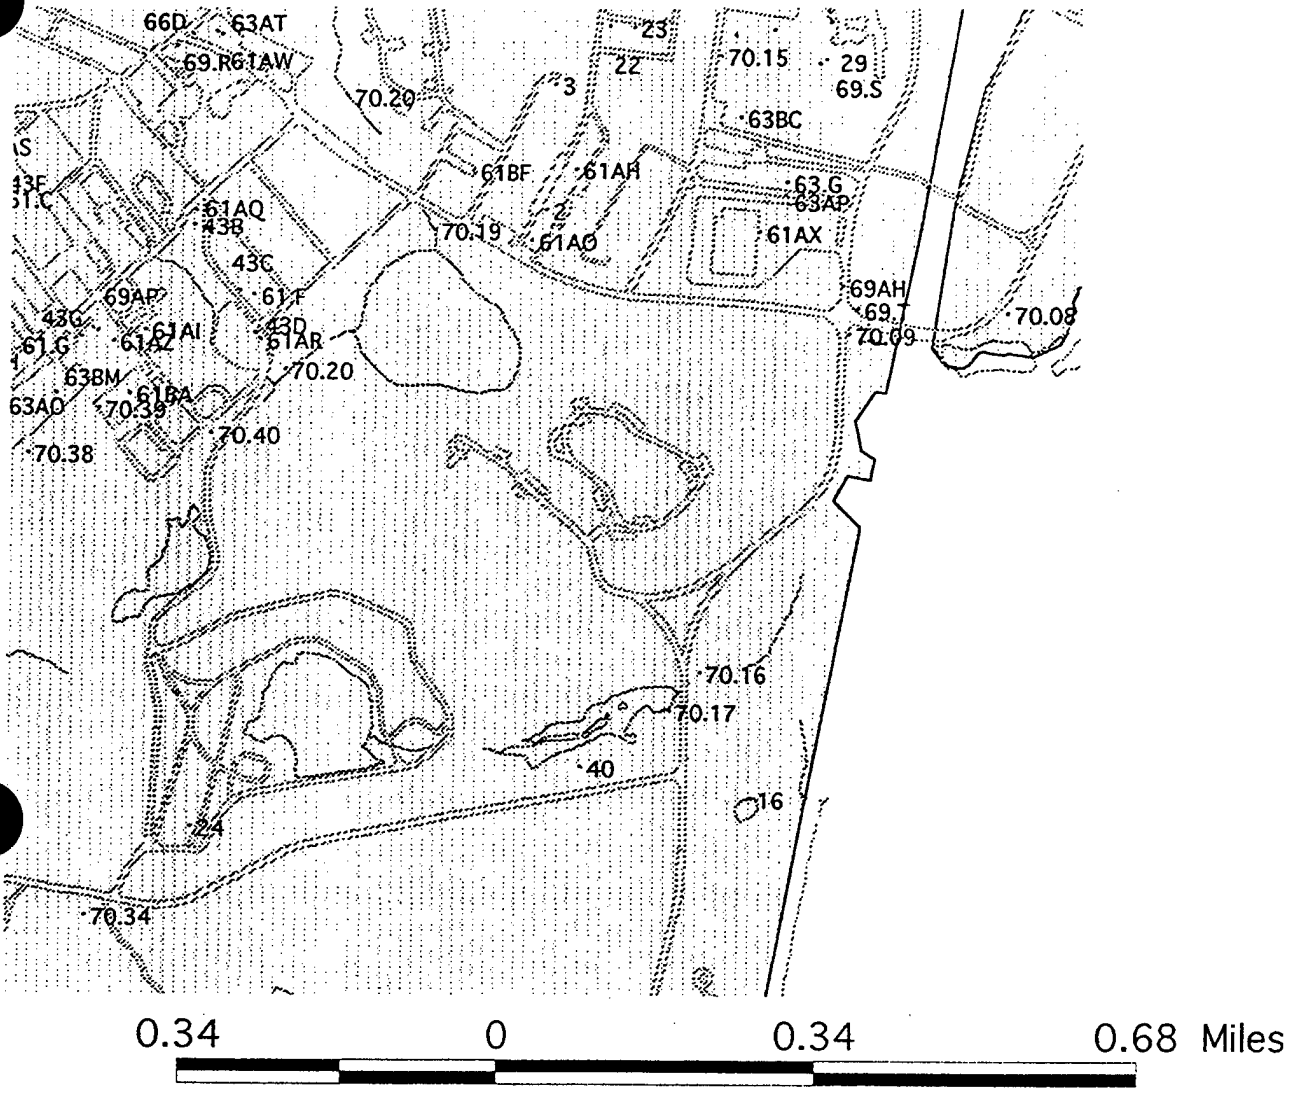 66D 63AT 23
69.R 61AW 22 70.15 29
3 69.S
70.20
63BC
AS
43F 61BF 61AH 63.G
61.C 63AP
61AQ 2
43B 70.19 61AO 61AX
43C
69AP 61.F 69AH
43G 61AI 43D 69.T 70.08
61.G 61AZ 61AR 70.09
63BM 70.20
61BA
63AO 70.39
70.40
70.38
70.16
70.17
40
16
24
70.34
0.34 0 0.34 0.68 Miles